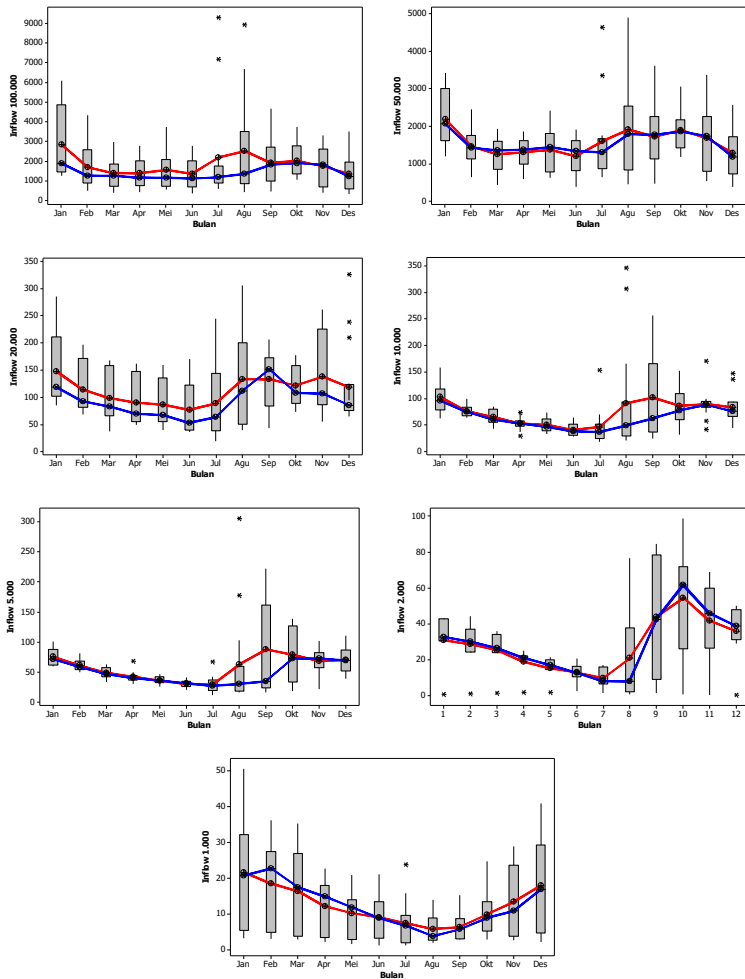 9000
8000
7000
6000
5000
4000
3000
2000
1000
0
Inflow 100.000
Jan Feb Mar Apr Mei Jun Jul Agu Sep Okt Nov Des
Bulan
5000
4000
3000
2000
1000
0
Inflow 50.000
Jan Feb Mar Apr Mei Jun Jul Agu Sep Okt Nov Des
Bulan
350
300
250
200
150
100
50
0
Inflow 20.000
Jan Feb Mar Apr Mei Jun Jul Agu Sep Okt Nov Des
Bulan
350
300
250
200
150
100
50
0
Inflow 10.000
Jan Feb Mar Apr Mei Jun Jul Agu Sep Okt Nov Des
Bulan
300
250
200
150
100
50
0
Inflow 5.000
Jan Feb Mar Apr Mei Jun Jul Agu Sep Okt Nov Des
Bulan
100
80
60
40
20
0
Inflow 2.000
1 2 3 4 5 6 7 8 9 10 11 12
Bulan
50
40
30
20
10
0
Inflow 1.000
Jan Feb Mar Apr Mei Jun Jul Agu Sep Okt Nov Des
Bulan